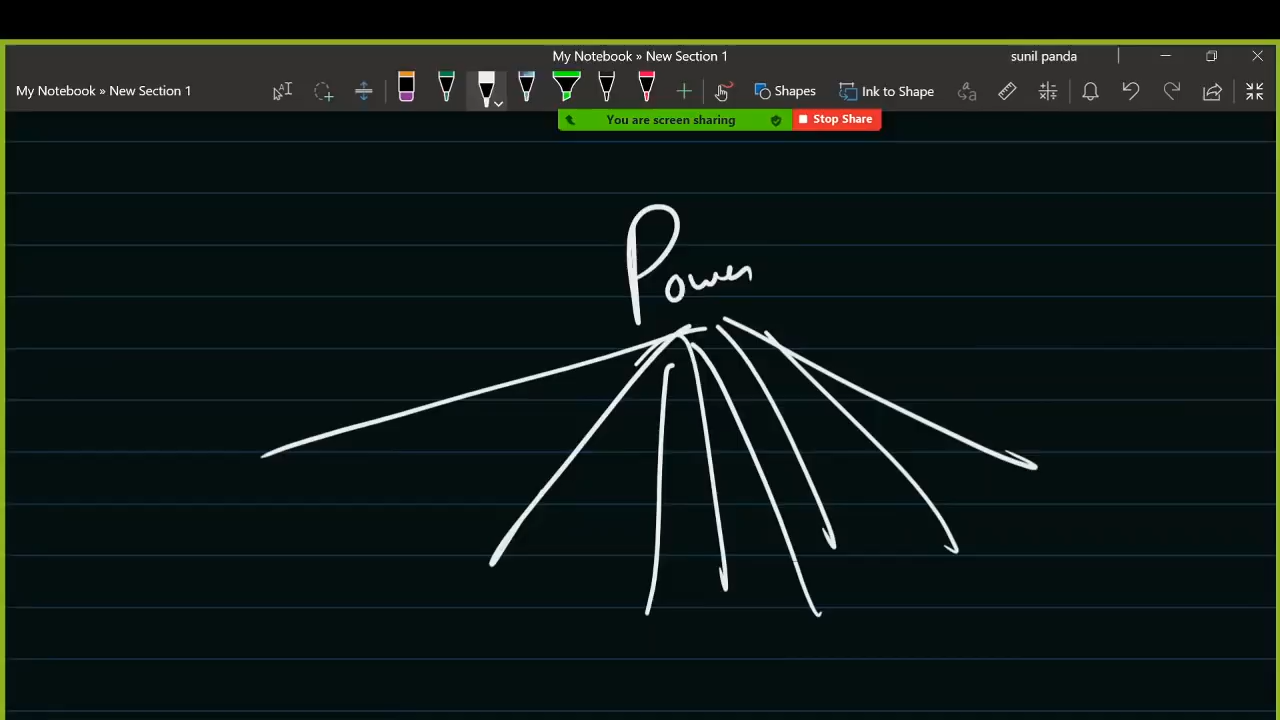 My Notebook » New Section 1
sunil panda
My Notebook » New Section 1
Shapes
Ink to Shape
You are screen sharing
Stop Share
Power